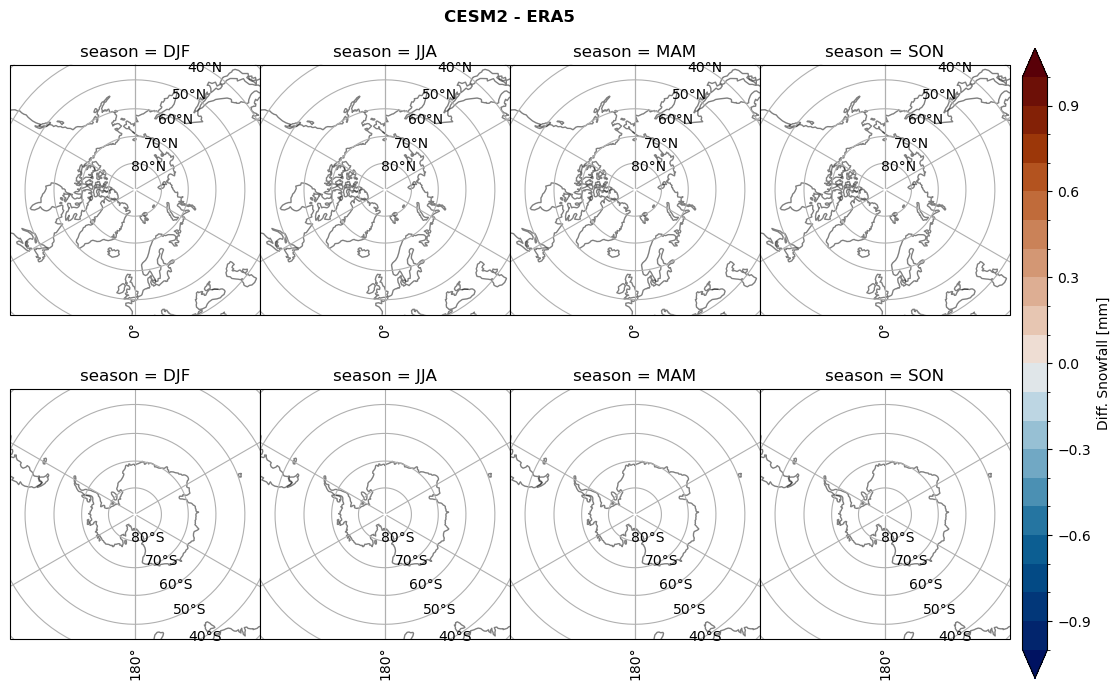 CESM2 - ERA5
season = DJF
season = JJA
season = MAM
season = SON
40°N
50°N
60°N
70°N
80°N
0°
40°N
50°N
60°N
70°N
80°N
0°
40°N
50°N
60°N
70°N
80°N
0°
40°N
50°N
60°N
70°N
80°N
0°
season = DJF
season = JJA
season = MAM
season = SON
80°S
70°S
60°S
50°S
40°S
180°
80°S
70°S
60°S
50°S
40°S
180°
80°S
70°S
60°S
50°S
40°S
180°
80°S
70°S
60°S
50°S
40°S
180°
0.9
0.6
0.3
0.0
−0.3
−0.6
−0.9
Diff. Snowfall [mm]